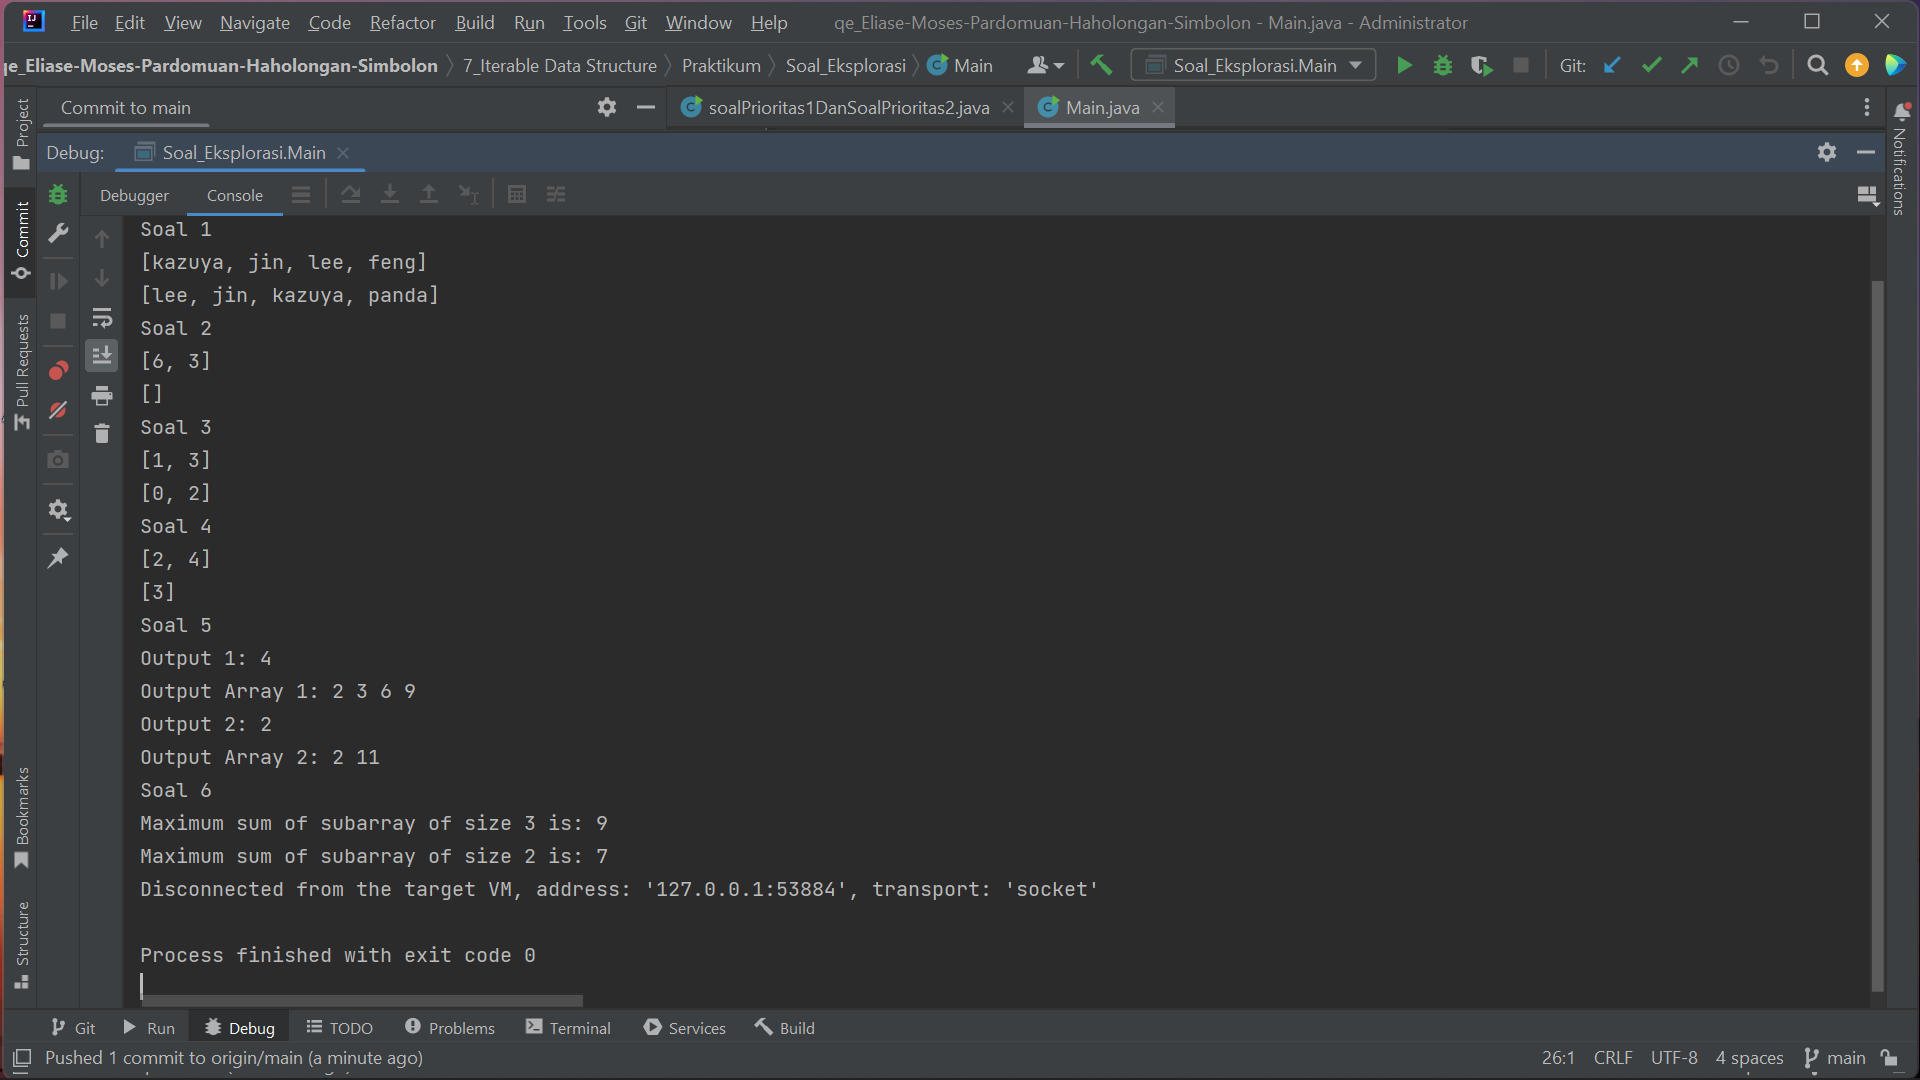 File Edit View Navigate Code Refactor Build Run Tools Git Window Help qe_Eliase-Moses-Pardomuan-Haholongan-Simbolon - Main.java - Administrator
qe_Eliase-Moses-Pardomuan-Haholongan-Simbolon 7_Iterable Data Structure Praktikum Soal_Eksplorasi Main Soal_Eksplorasi.Main Git:
Commit to main soalPrioritas1DanSoalPrioritas2.java Main.java
Debug: Soal_Eksplorasi.Main
Debugger Console
Project
Commit
Pull Requests
Bookmarks
Structure
Notifications
Soal 1
[kazuya, jin, lee, feng]
[lee, jin, kazuya, panda]
Soal 2
[6, 3]
[]
Soal 3
[1, 3]
[0, 2]
Soal 4
[2, 4]
[3]
Soal 5
Output 1: 4
Output Array 1: 2 3 6 9
Output 2: 2
Output Array 2: 2 11
Soal 6
Maximum sum of subarray of size 3 is: 9
Maximum sum of subarray of size 2 is: 7
Disconnected from the target VM, address: '127.0.0.1:53884', transport: 'socket'
Process finished with exit code 0
Git Run Debug TODO Problems Terminal Services Build
Pushed 1 commit to origin/main (a minute ago) 26:1 CRLF UTF-8 4 spaces main